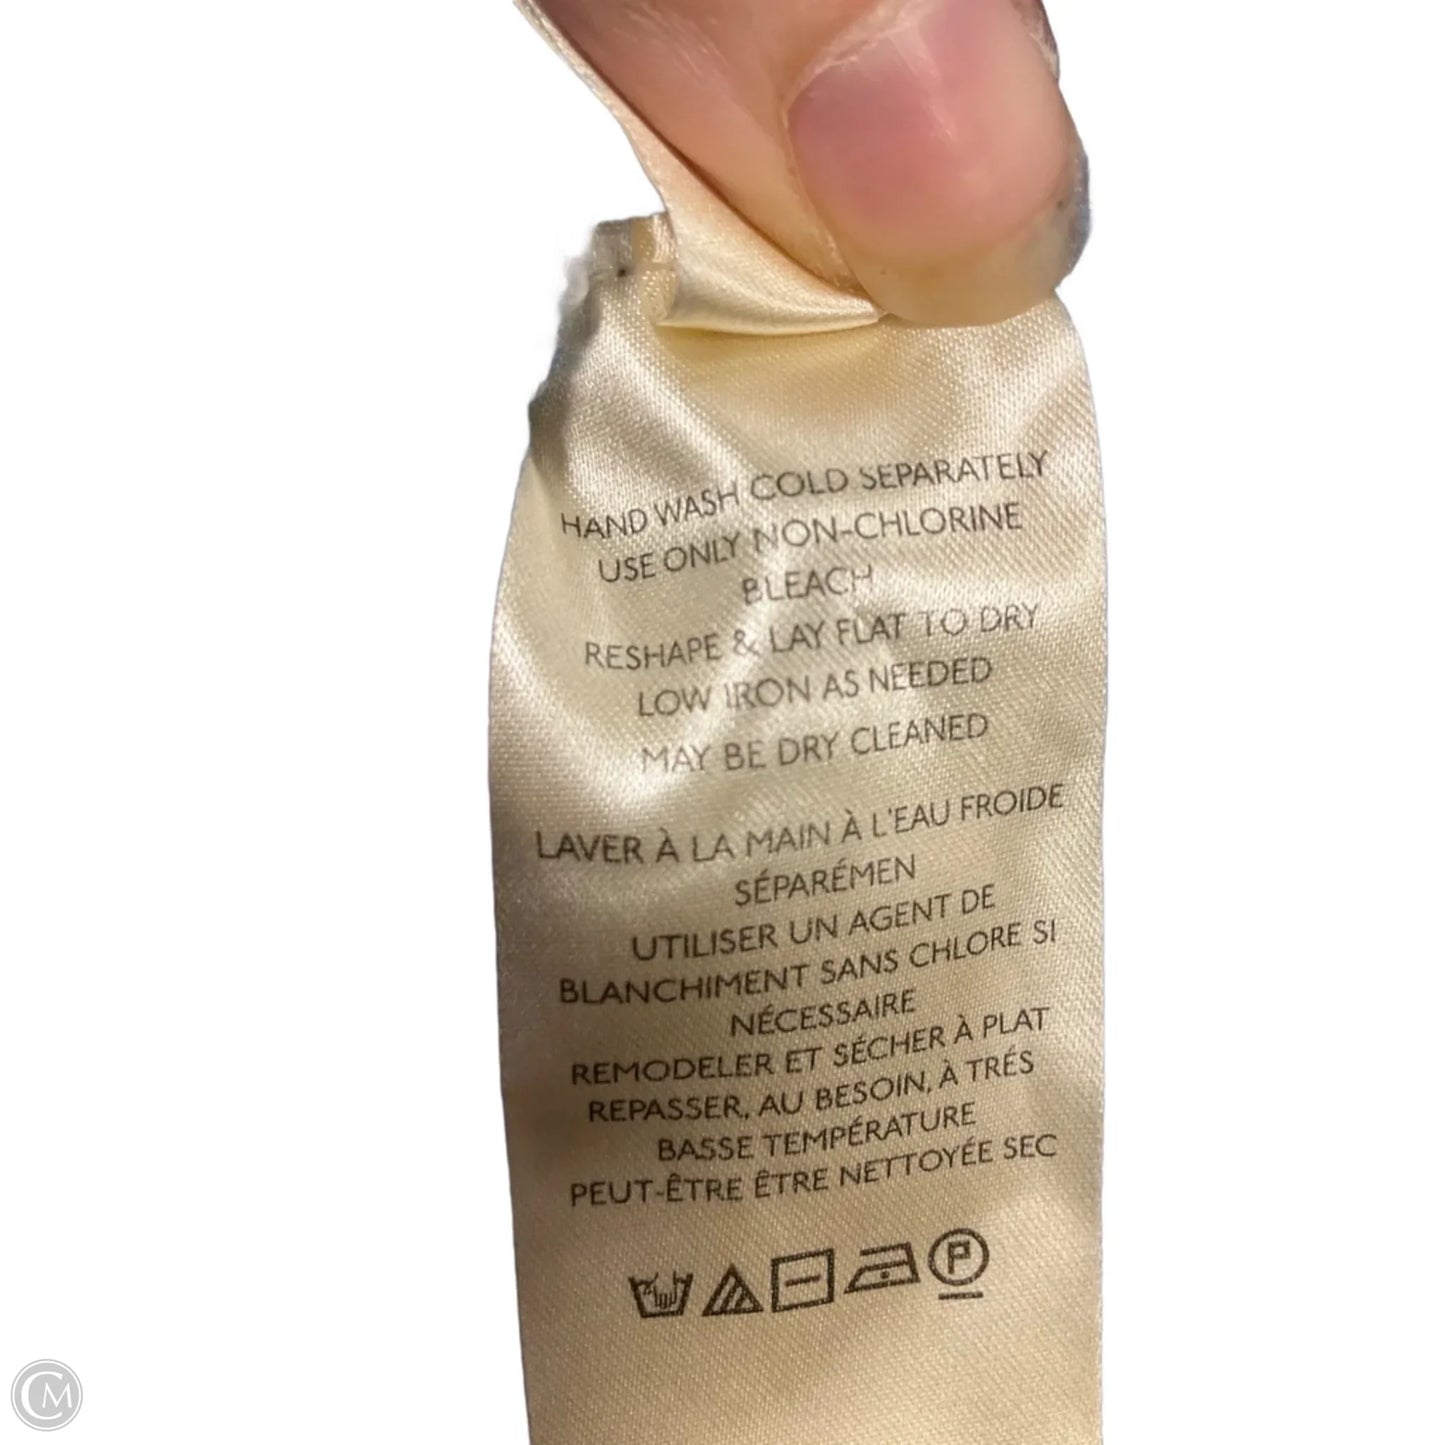 HAND WASH COLD SEPARATELY
USE ONLY NON-CHLORINE
BLEACH
RESHAPE & LAY FLAT TO DRY
LOW IRON AS NEEDED
MAY BE DRY CLEANED
LAVER À LA MAIN À L'EAU FROIDE
SÉPARÉMEN
UTILISER UN AGENT DE
BLANCHIMENT SANS CHLORE SI
NÉCESSAIRE
REMODELER ET SÉCHER À PLAT
REPASSER, AU BESOIN, À TRÉS
BASSE TEMPÉRATURE
PEUT-ÊTRE ÊTRE NETTOYÉE SEC
P
CM